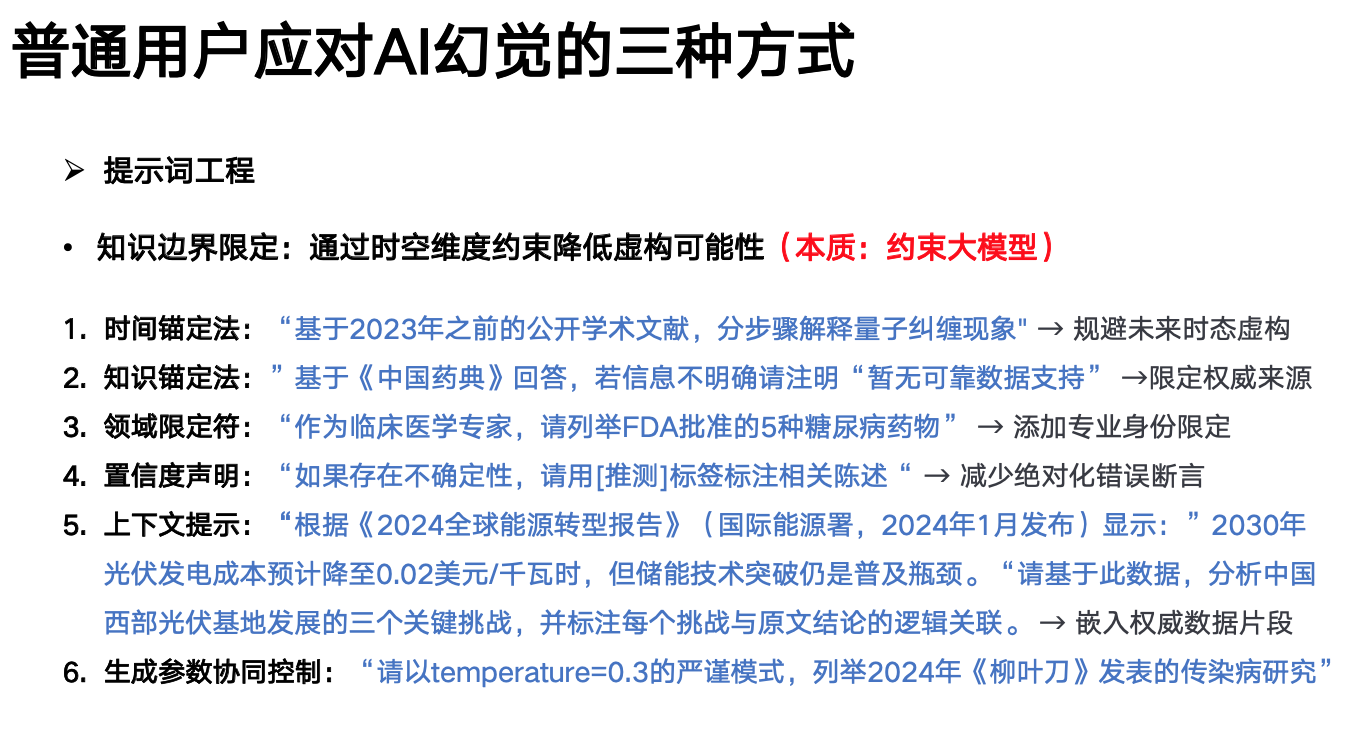 普通用户应对AI幻觉的三种方式
➢ 提示词工程
• 知识边界限定：通过时空维度约束降低虚构可能性（本质：约束大模型）
1. 时间锚定法：“基于2023年之前的公开学术文献，分步骤解释量子纠缠现象" → 规避未来时态虚构
2. 知识锚定法：”基于《中国药典》回答，若信息不明确请注明“暂无可靠数据支持” →限定权威来源
3. 领域限定符：“作为临床医学专家，请列举FDA批准的5种糖尿病药物” → 添加专业身份限定
4. 置信度声明：“如果存在不确定性，请用[推测]标签标注相关陈述“ → 减少绝对化错误断言
5. 上下文提示：“根据《2024全球能源转型报告》（国际能源署，2024年1月发布）显示：”2030年
光伏发电成本预计降至0.02美元/千瓦时，但储能技术突破仍是普及瓶颈。“请基于此数据，分析中国
西部光伏基地发展的三个关键挑战，并标注每个挑战与原文结论的逻辑关联。→ 嵌入权威数据片段
6. 生成参数协同控制：“请以temperature=0.3的严谨模式，列举2024年《柳叶刀》发表的传染病研究”